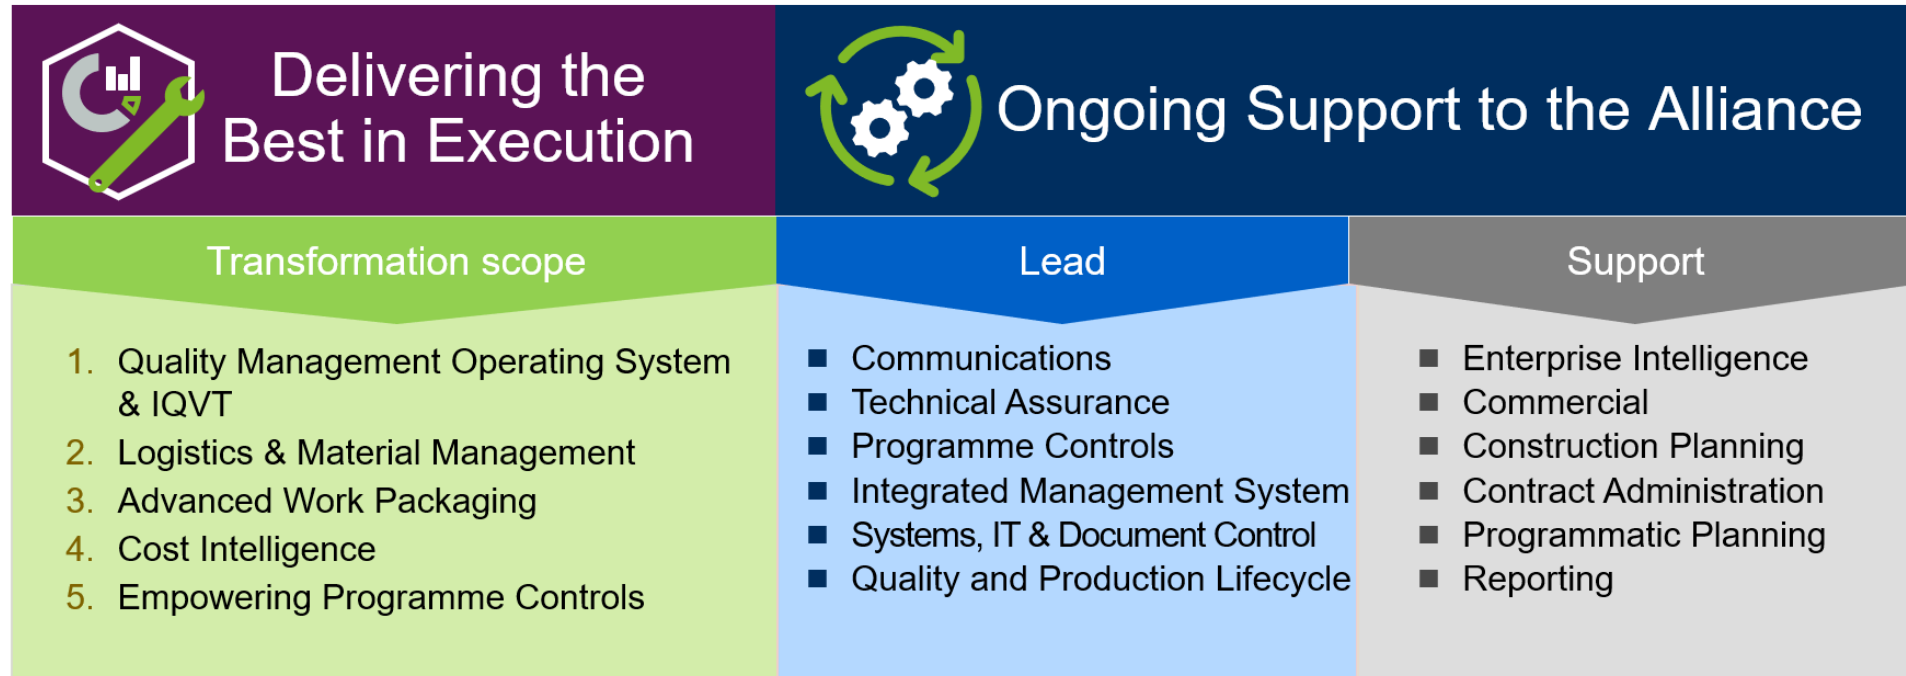 Delivering the
Best in Execution
Ongoing Support to the Alliance
Transformation scope
1. Quality Management Operating System
& IQVT
2. Logistics & Material Management
3. Advanced Work Packaging
4. Cost Intelligence
5. Empowering Programme Controls
Lead
■ Communications
■ Technical Assurance
■ Programme Controls
■ Integrated Management System
■ Systems, IT & Document Control
■ Quality and Production Lifecycle
Support
■ Enterprise Intelligence
■ Commercial
■ Construction Planning
■ Contract Administration
■ Programmatic Planning
■ Reporting